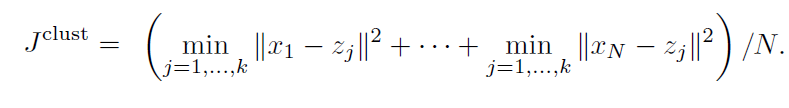 J^clust = ( min_{j=1,...,k} ‖x_1 − z_j‖^2 + ··· + min_{j=1,...,k} ‖x_N − z_j‖^2 ) /N.